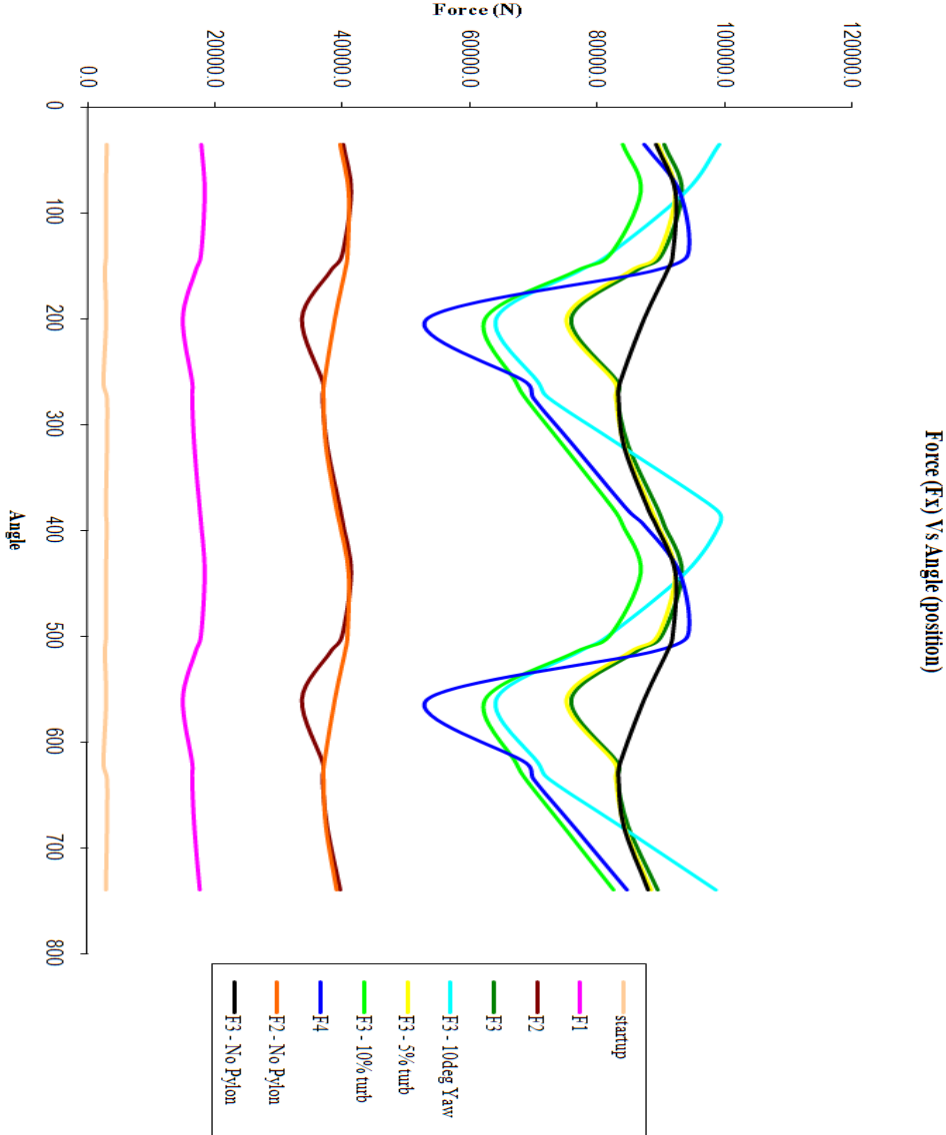 Force (Fx) Vs Angle (position)
Force (N)
120000.0
100000.0
80000.0
60000.0
40000.0
20000.0
0.0
0
100
200
300
400
500
600
700
800
Angle
startup
F1
F2
F3
F3 - 10deg Yaw
F3 - 5% turb
F3 - 10% turb
F4
F2 - No Pylon
F3 - No Pylon